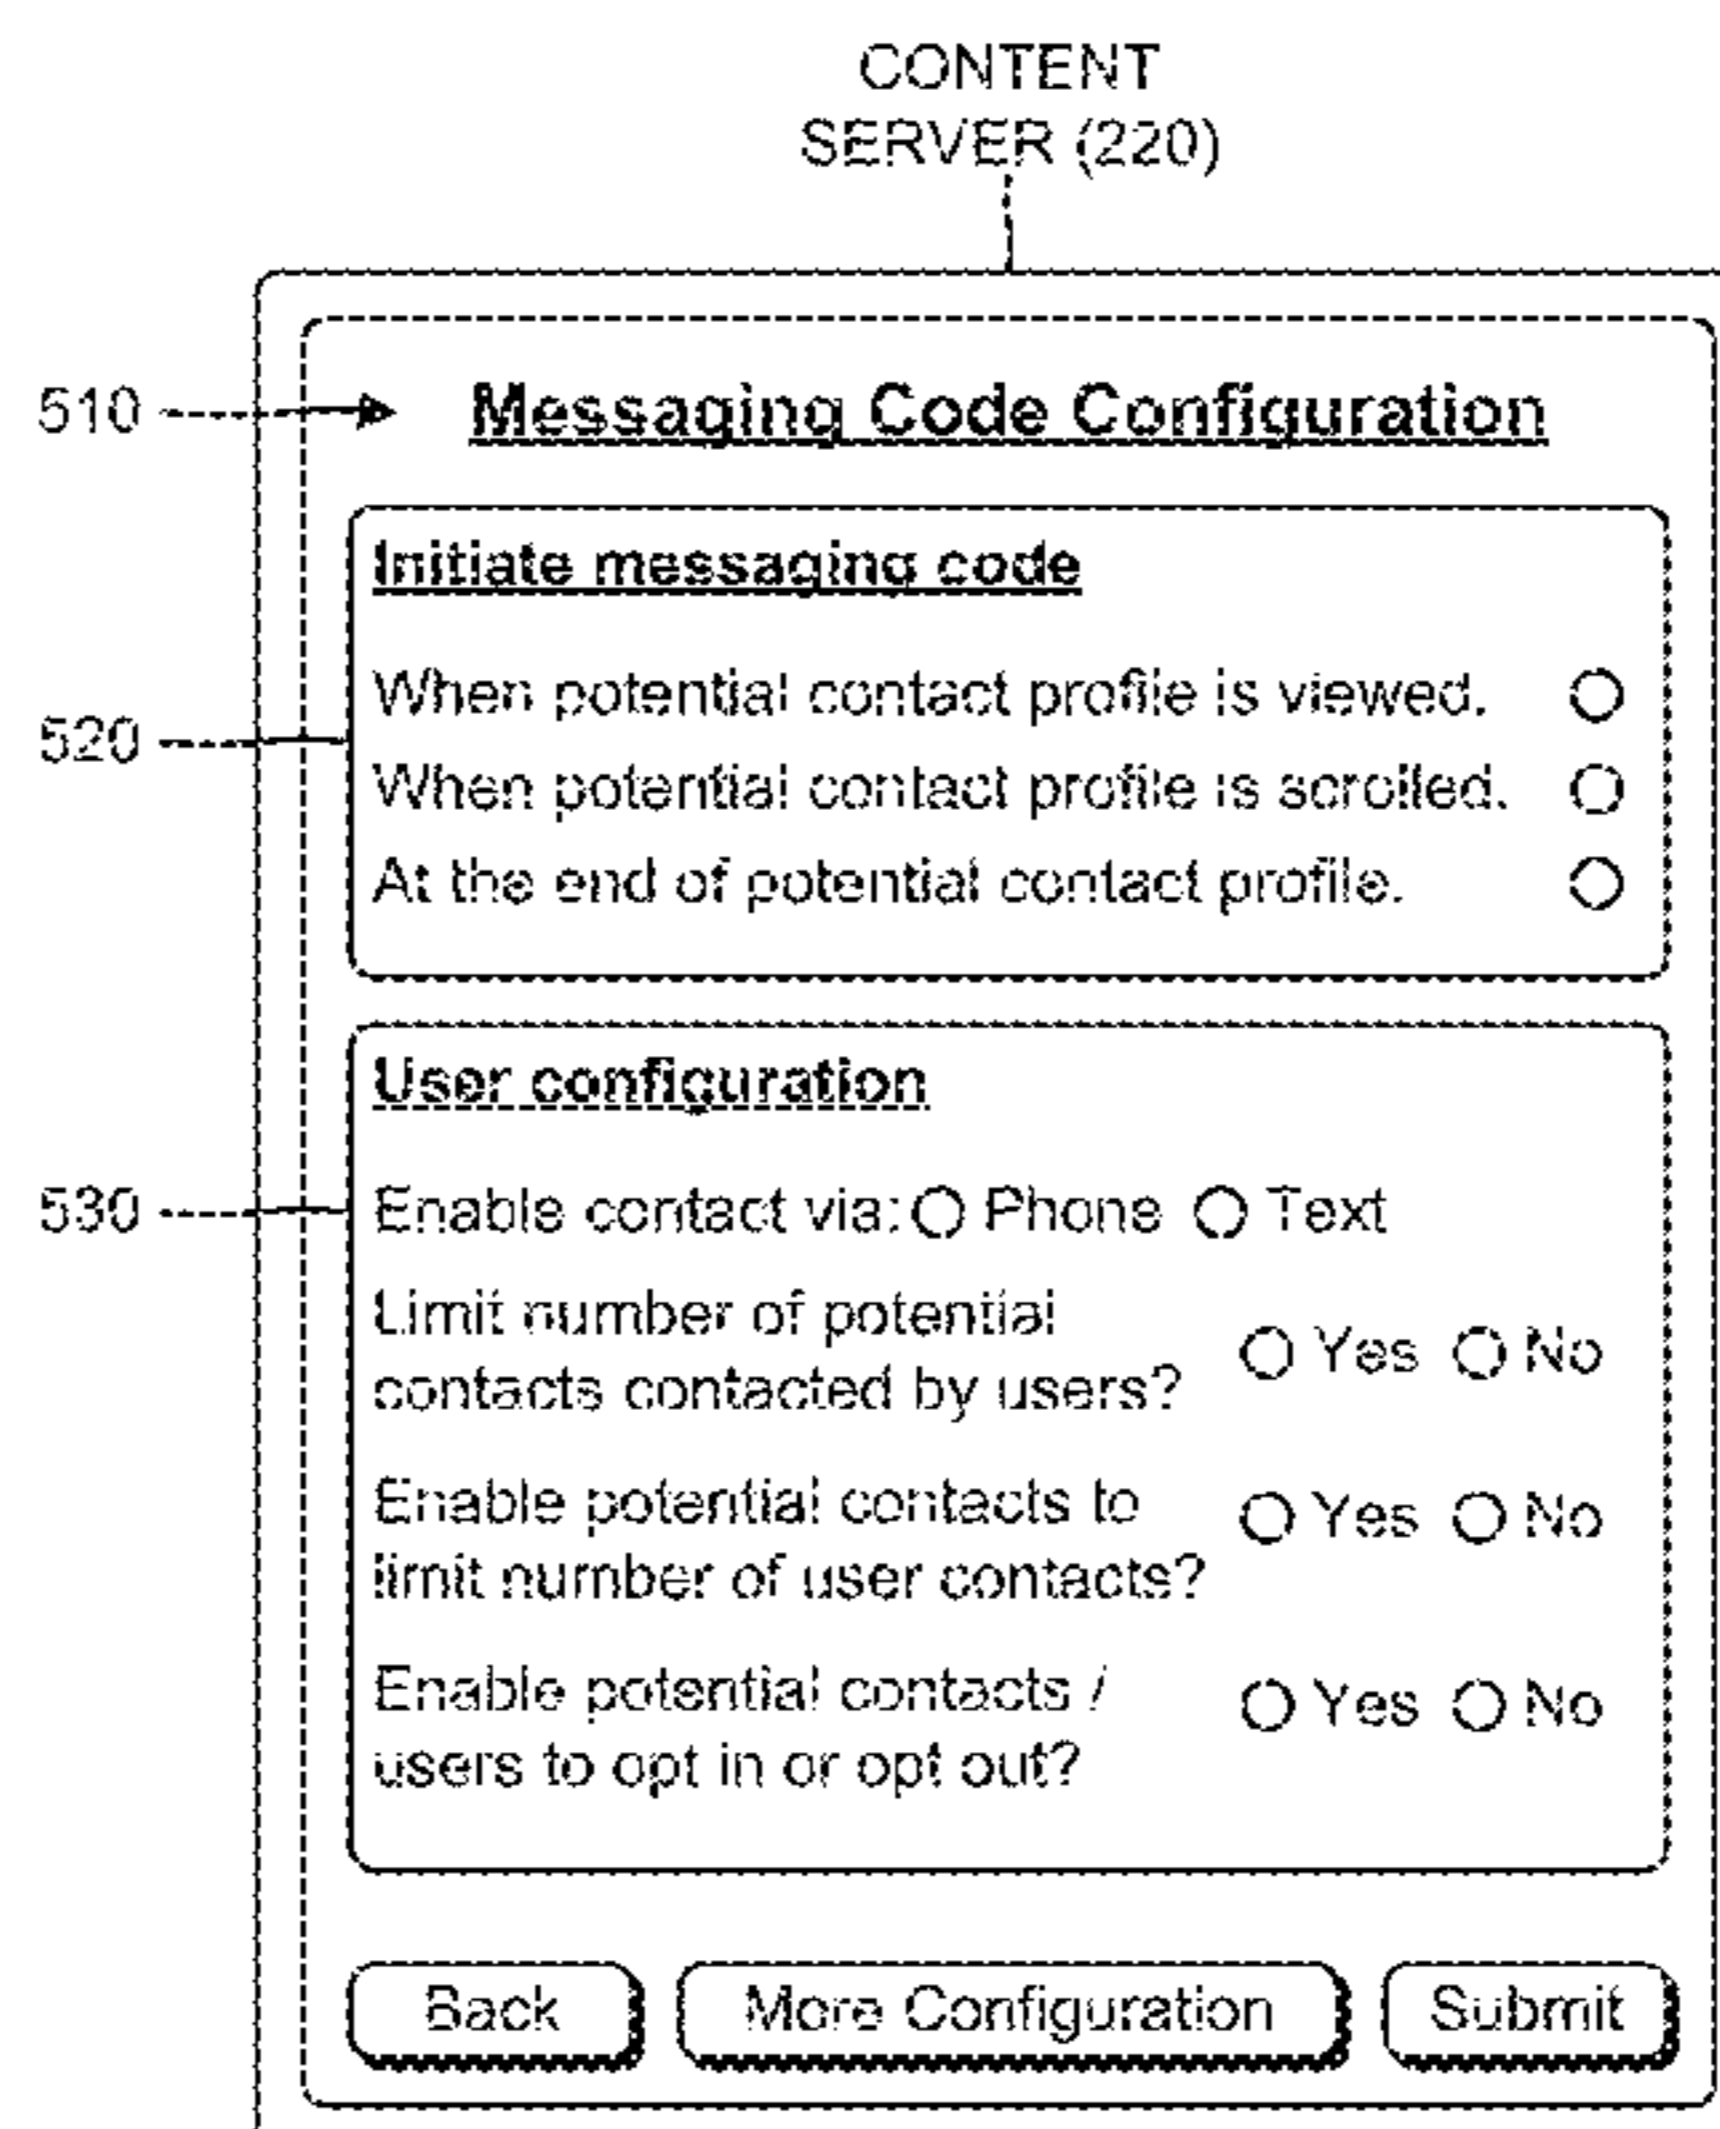 CONTENT
SERVER (220)
510
Messaging Code Configuration
Initiate messaging code
When potential contact profile is viewed.
520
When potential contact profile is scrolled.
At the end of potential contact profile.
User configuration
530
Enable contact via: Phone Text
Limit number of potential
contacts contacted by users?
Yes No
Enable potential contacts to
limit number of user contacts?
Yes No
Enable potential contacts /
users to opt in or opt out?
Yes No
Back More Configuration Submit